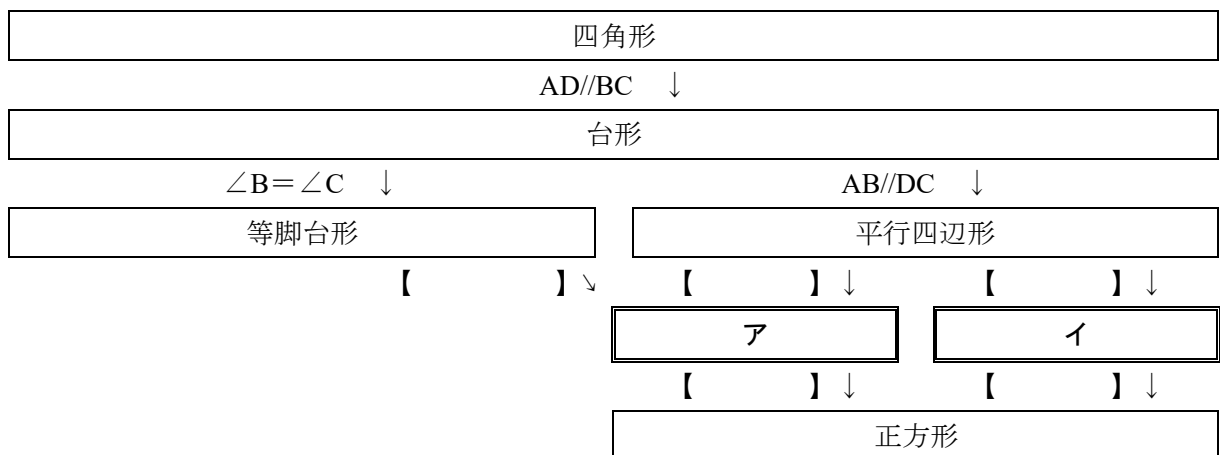 四角形
AD//BC ↓
台形
∠B＝∠C ↓ AB//DC ↓
等脚台形 平行四辺形
【 】↘ 【 】↓ 【 】↓
ア イ
【 】↓ 【 】↓
正方形